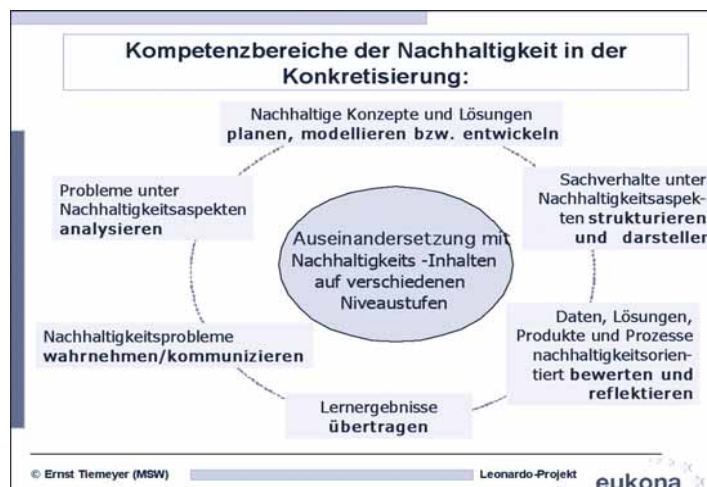 Kompetenzbereiche der Nachhaltigkeit in der
Konkretisierung:
Nachhaltige Konzepte und Lösungen
planen, modellieren bzw. entwickeln
Probleme unter
Nachhaltigkeitsaspekten
analysieren
Sachverhalte unter
Nachhaltigkeitsaspek-
ten strukturieren
und darstellen
Auseinandersetzung mit
Nachhaltigkeits -Inhalten
auf verschiedenen
Niveaustufen
Nachhaltigkeitsprobleme
wahrnehmen/kommunizieren
Daten, Lösungen,
Produkte und Prozesse
nachhaltigkeitsorien-
tiert bewerten und
reflektieren
Lernergebnisse
übertragen
© Ernst Tiemeyer (MSW)
Leonardo-Projekt
eukona